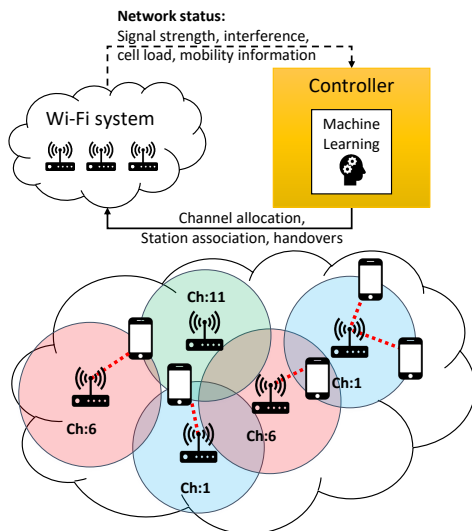 Network status:
Signal strength, interference,
cell load, mobility information
Wi-Fi system
Controller
Machine
Learning
Channel allocation,
Station association, handovers
Ch:11
Ch:1
Ch:6
Ch:6
Ch:1